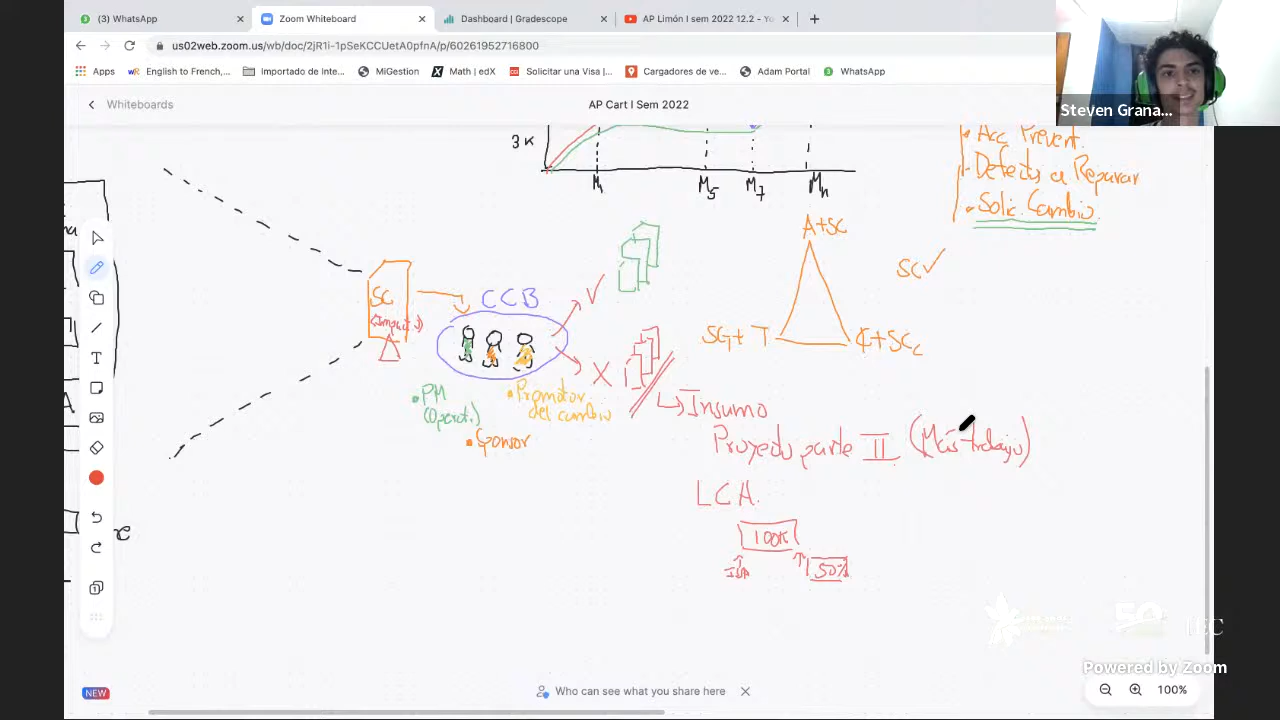 (3) WhatsApp
Zoom Whiteboard
Dashboard | Gradescope
AP Limón I sem 2022 12.2 - Yo
us02web.zoom.us/wb/doc/2jR1i-1pSeKCCUetA0pfnA/p/60261952716800
Apps
English to French,...
Importado de Inte...
MiGestion
Math | edX
Solicitar una Visa |...
Cargadores de ve...
Adam Portal
WhatsApp
Whiteboards
AP Cart I Sem 2022
Steven Grana...
3K
M5
M7
Mn
• Acc Prevent.
• Defectos a Reparar
• Solic. Cambio
A+SC
SC✓
SC
(Impacto)
CCB
✓
T
X
• PM
(Operat.)
• Promotor
del cambio
• Sponsor
Insumo
Proyecto parte II (Más trabajo)
LCA.
100K
50%
TEC
Powered by Zoom
NEW
Who can see what you share here
100%